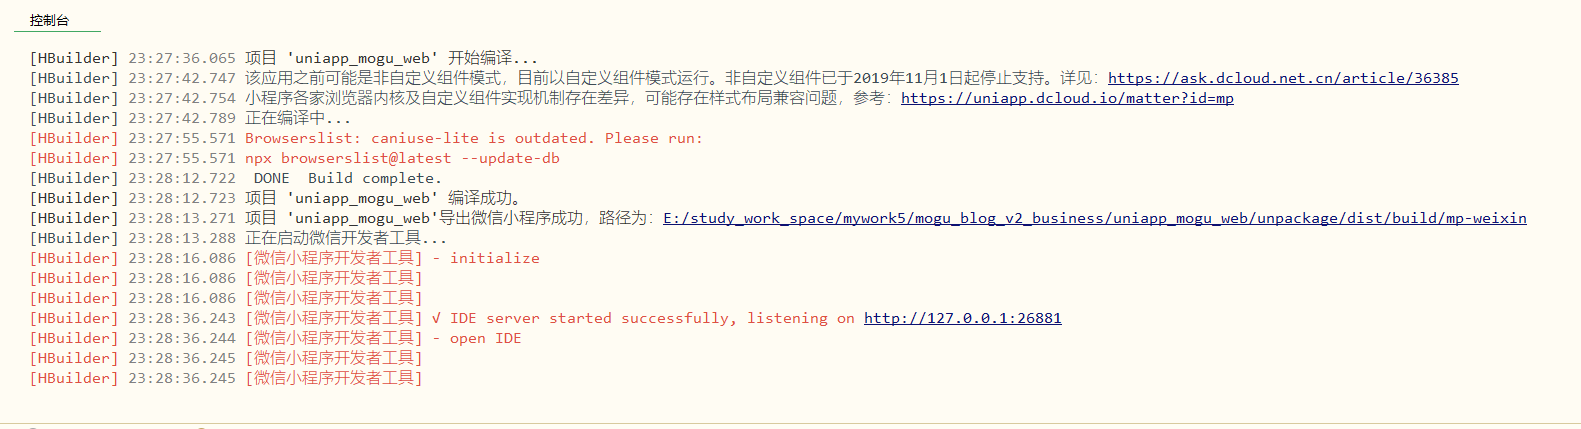 控制台
[HBuilder] 23:27:36.065 项目 'uniapp_mogu_web' 开始编译...
[HBuilder] 23:27:42.747 该应用之前可能是非自定义组件模式，目前以自定义组件模式运行。非自定义组件已于2019年11月1日起停止支持。详见：https://ask.dcloud.net.cn/article/36385
[HBuilder] 23:27:42.754 小程序各家浏览器内核及自定义组件实现机制存在差异，可能存在样式布局兼容问题，参考：https://uniapp.dcloud.io/matter?id=mp
[HBuilder] 23:27:42.789 正在编译中...
[HBuilder] 23:27:55.571 Browserslist: caniuse-lite is outdated. Please run:
[HBuilder] 23:27:55.571 npx browserslist@latest --update-db
[HBuilder] 23:28:12.722  DONE  Build complete.
[HBuilder] 23:28:12.723 项目 'uniapp_mogu_web' 编译成功。
[HBuilder] 23:28:13.271 项目 'uniapp_mogu_web'导出微信小程序成功，路径为：E:/study_work_space/mywork5/mogu_blog_v2_business/uniapp_mogu_web/unpackage/dist/build/mp-weixin
[HBuilder] 23:28:13.288 正在启动微信开发者工具...
[HBuilder] 23:28:16.086 [微信小程序开发者工具] - initialize
[HBuilder] 23:28:16.086 [微信小程序开发者工具]
[HBuilder] 23:28:16.086 [微信小程序开发者工具]
[HBuilder] 23:28:36.243 [微信小程序开发者工具] √ IDE server started successfully, listening on http://127.0.0.1:26881
[HBuilder] 23:28:36.244 [微信小程序开发者工具] - open IDE
[HBuilder] 23:28:36.245 [微信小程序开发者工具]
[HBuilder] 23:28:36.245 [微信小程序开发者工具]